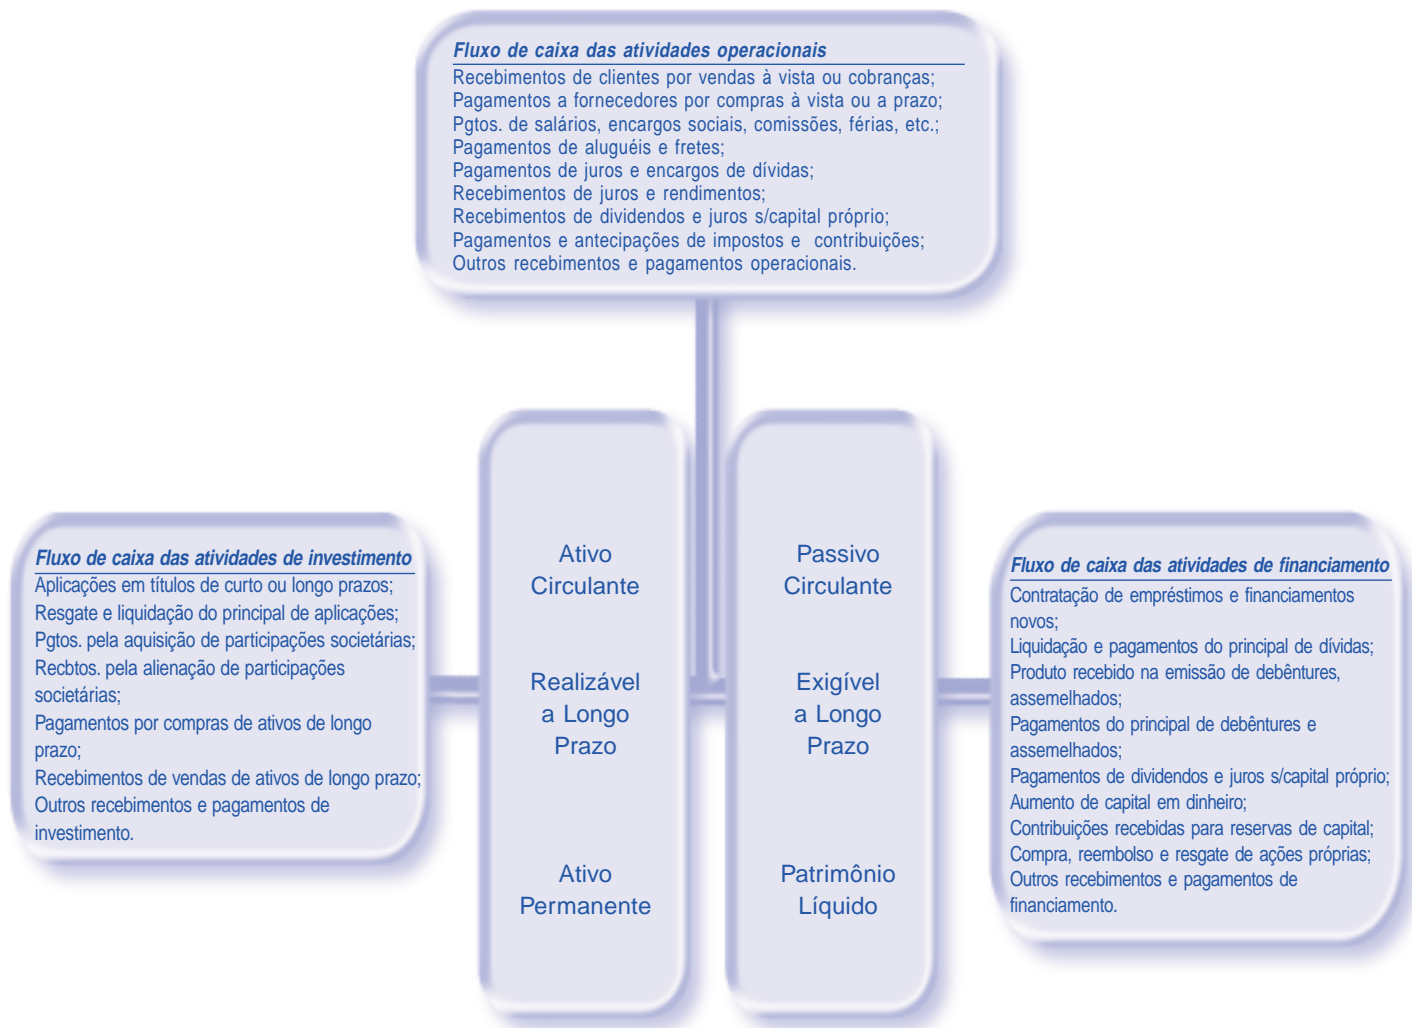 Fluxo de caixa das atividades operacionais
Recebimentos de clientes por vendas à vista ou cobranças;
Pagamentos a fornecedores por compras à vista ou a prazo;
Pgtos. de salários, encargos sociais, comissões, férias, etc.;
Pagamentos de aluguéis e fretes;
Pagamentos de juros e encargos de dívidas;
Recebimentos de juros e rendimentos;
Recebimentos de dividendos e juros s/capital próprio;
Pagamentos e antecipações de impostos e contribuições;
Outros recebimentos e pagamentos operacionais.
Fluxo de caixa das atividades de investimento
Aplicações em títulos de curto ou longo prazos;
Resgate e liquidação do principal de aplicações;
Pgtos. pela aquisição de participações societárias;
Recbtos. pela alienação de participações
societárias;
Pagamentos por compras de ativos de longo
prazo;
Recebimentos de vendas de ativos de longo prazo;
Outros recebimentos e pagamentos de
investimento.
Ativo
Circulante
Realizável
a Longo
Prazo
Ativo
Permanente
Passivo
Circulante
Exigível
a Longo
Prazo
Patrimônio
Líquido
Fluxo de caixa das atividades de financiamento
Contratação de empréstimos e financiamentos
novos;
Liquidação e pagamentos do principal de dívidas;
Produto recebido na emissão de debêntures,
assemelhados;
Pagamentos do principal de debêntures e
assemelhados;
Pagamentos de dividendos e juros s/capital próprio;
Aumento de capital em dinheiro;
Contribuições recebidas para reservas de capital;
Compra, reembolso e resgate de ações próprias;
Outros recebimentos e pagamentos de
financiamento.